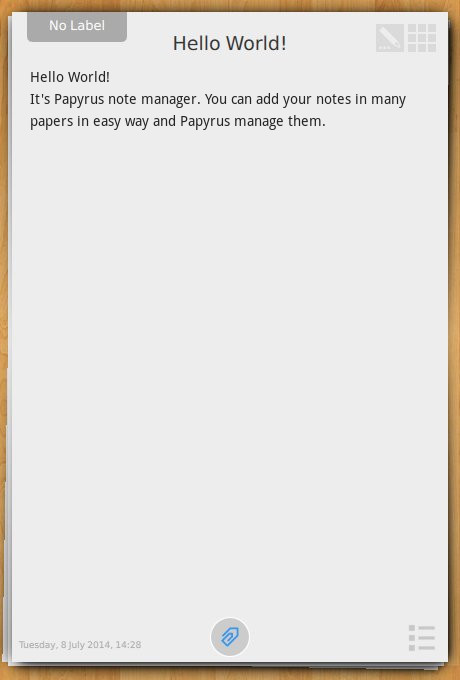 No Label
Hello World!
Hello World!
It's Papyrus note manager. You can add your notes in many
papers in easy way and Papyrus manage them.
Tuesday, 8 July 2014, 14:28